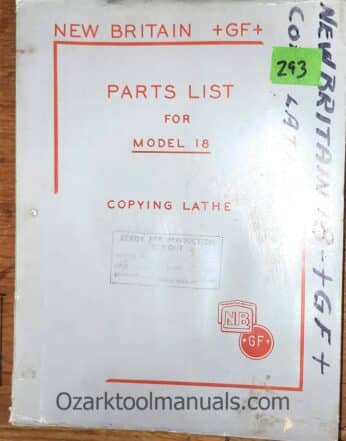 NEW BRITAIN +GF+
PARTS LIST
FOR
MODEL 18
COPYING LATHE
NB
+GF+
293
NEW BRITAIN 18 - +GF+
Ozarktoolmanuals.com